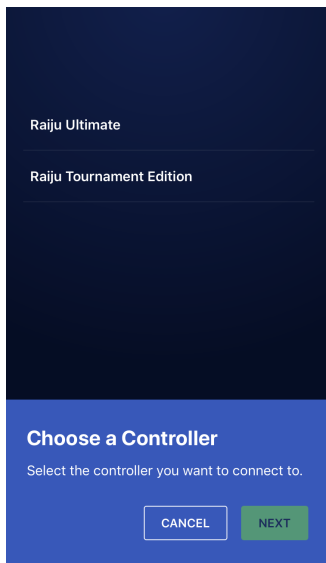 Raiju Ultimate
Raiju Tournament Edition
Choose a Controller
Select the controller you want to connect to.
CANCEL NEXT